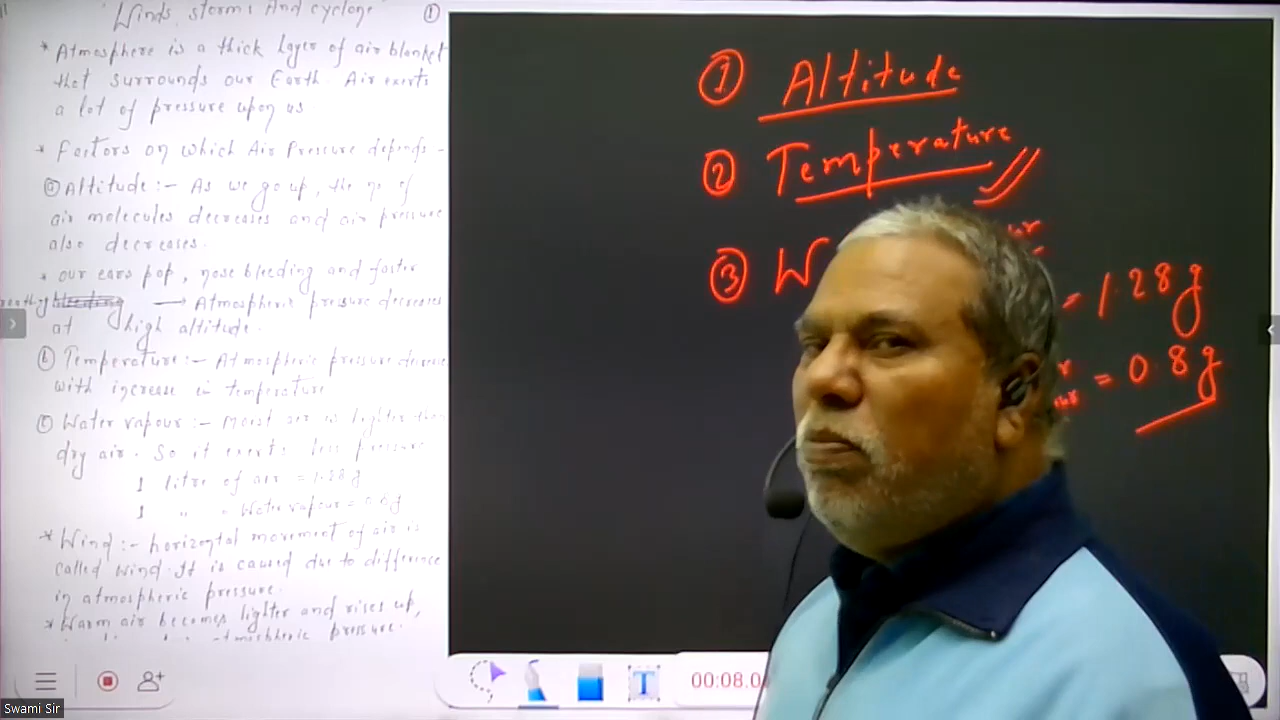 Winds, storms And cyclone ①
* Atmosphere is a thick layer of air blanket
that surrounds our Earth. Air exerts
a lot of pressure upon us
* Factors on which Air Pressure depends -
ⓐ Altitude :- As we go up, the no of
air molecules decreases and air pressure
also decreases.
* our ears pop, nose bleeding and faster
→ Atmospheric pressure decreases
at high altitude.
ⓑ Temperature :- Atmospheric pressure decrease
with increase in temperature
ⓒ Water vapour :- Moist air is lighter than
dry air. So it exerts less pressure
1 litre of air = 1.28 g
1 " " Water vapour = 0.8 g
* Wind :- horizontal movement of air is
called wind. It is caused due to difference
in atmospheric pressure.
* Warm air becomes lighter and rises up,
atmospheric pressure.
① Altitude
② Temperature
③ W
= 1.28 g
= 0.8 g
00:08.0
T
Swami Sir